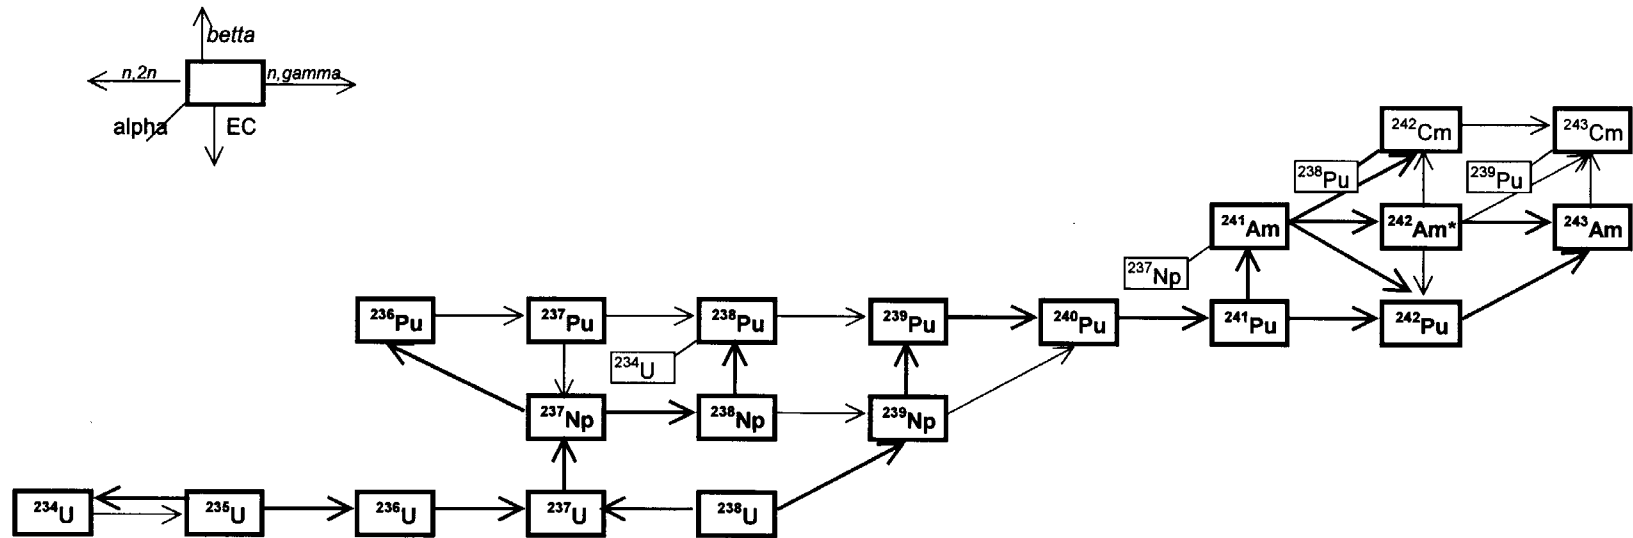 betta
n,2n n,gamma
alpha EC
²⁴²Cm ²⁴³Cm
²³⁸Pu ²³⁹Pu
²⁴¹Am ²⁴²Am* ²⁴³Am
²³⁷Np
²³⁶Pu ²³⁷Pu ²³⁸Pu ²³⁹Pu ²⁴⁰Pu ²⁴¹Pu ²⁴²Pu
²³⁴U
²³⁷Np ²³⁸Np ²³⁹Np
²³⁴U ²³⁵U ²³⁶U ²³⁷U ²³⁸U